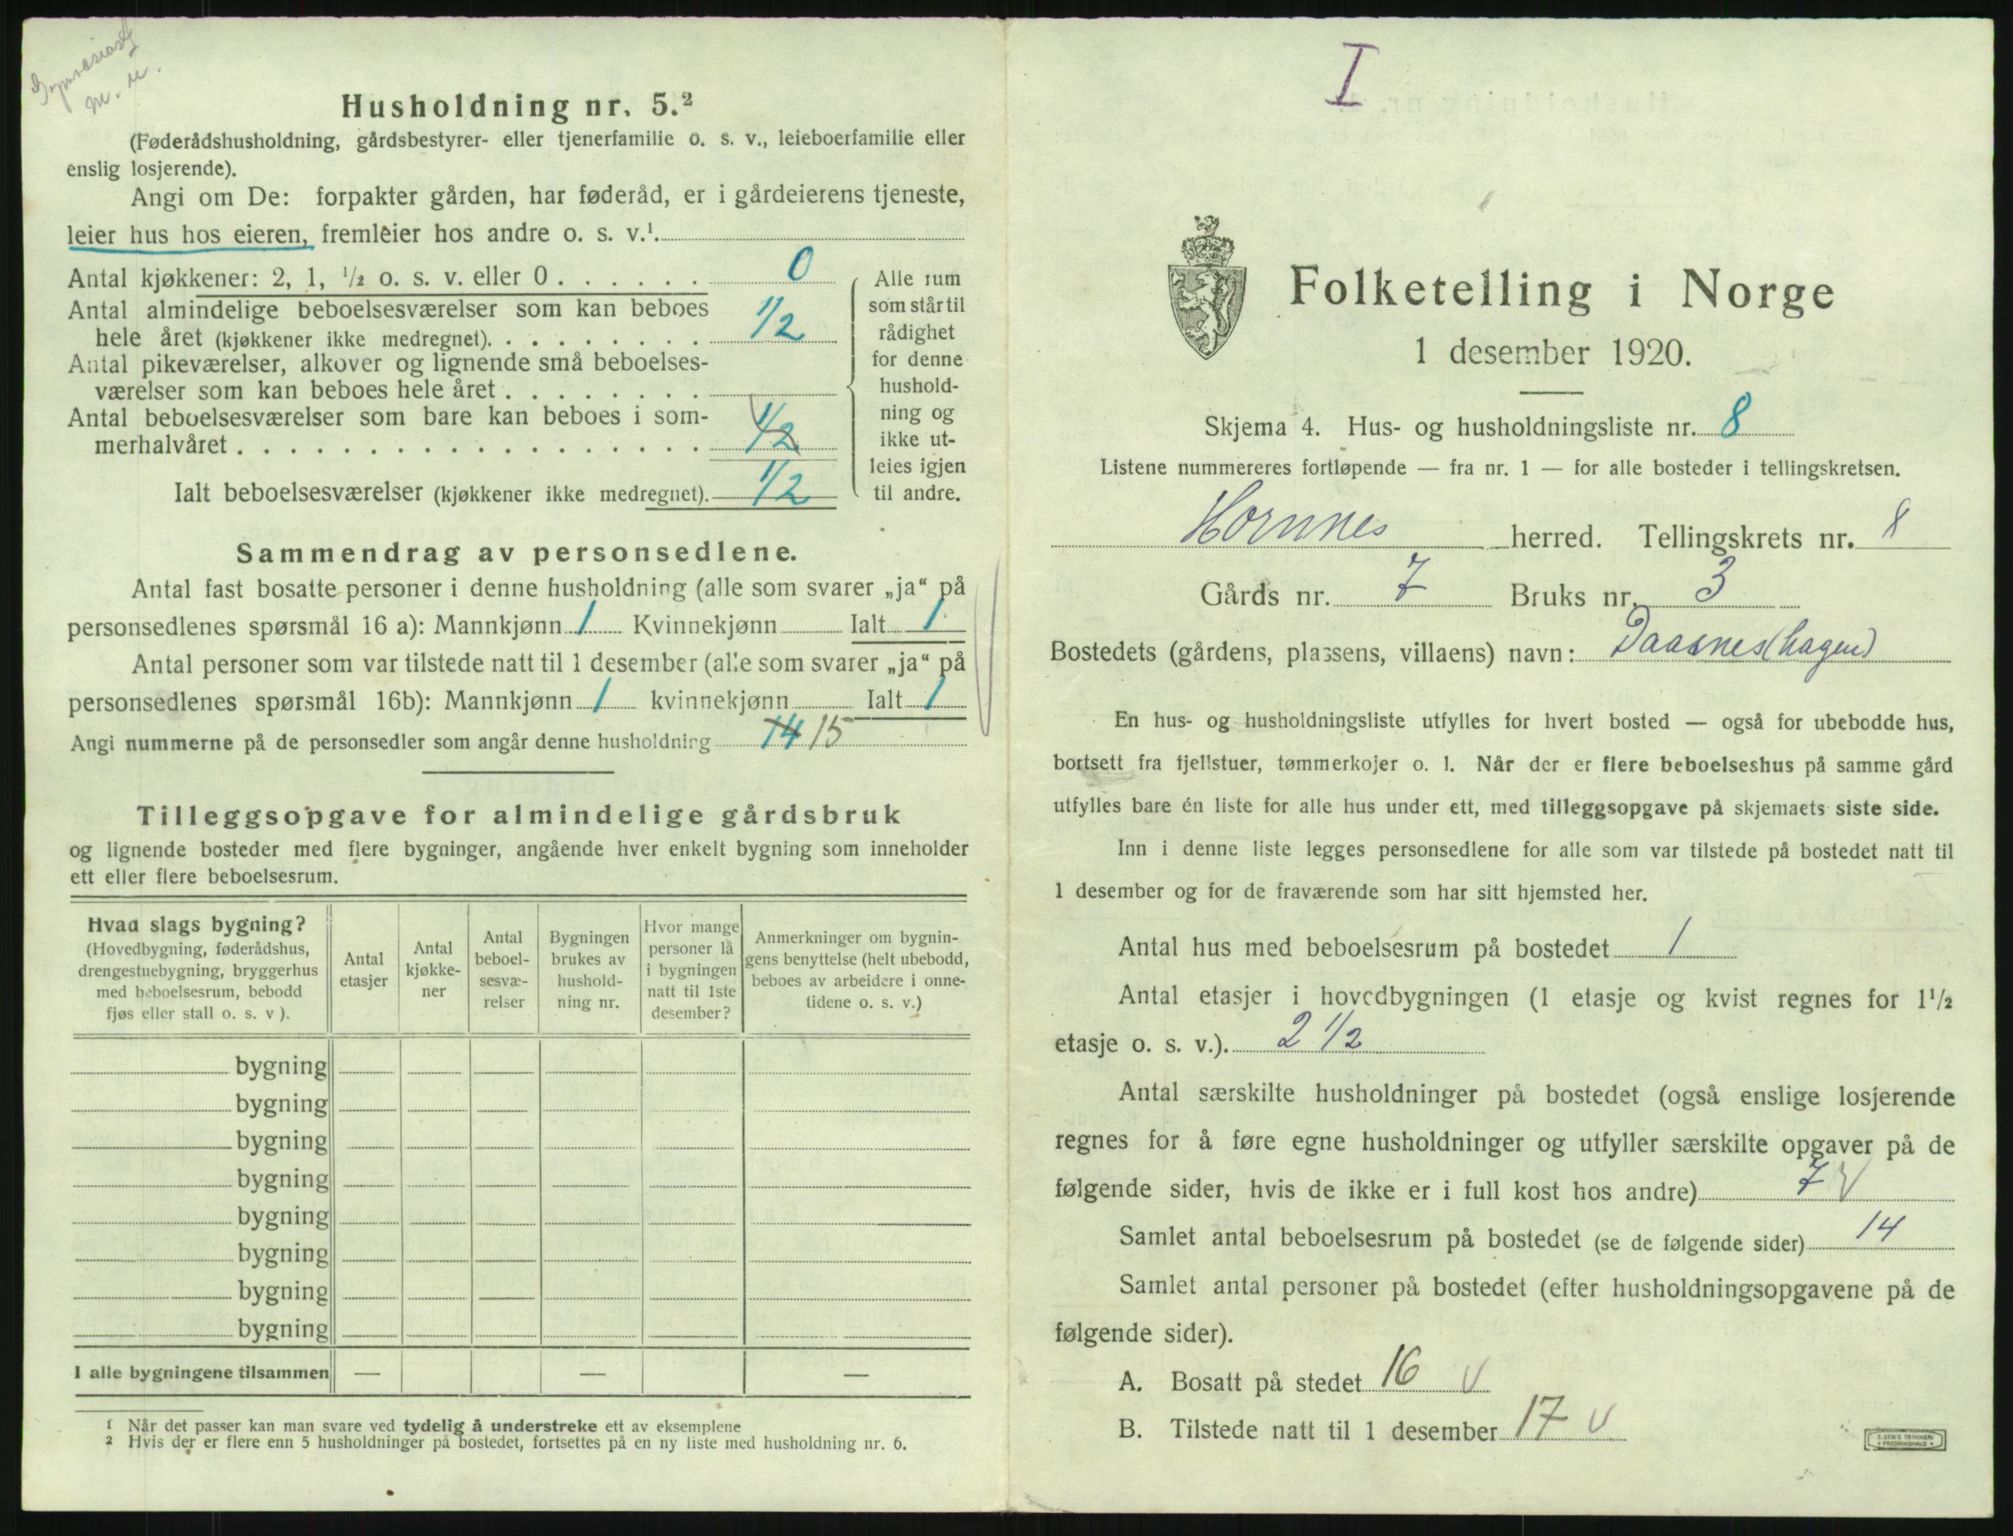 Gymnasiast
M. M.
Husholdning nr. 5.²
(Føderådshusholdning, gårdsbestyrer- eller tjenerfamilie o. s. v., leieboerfamilie eller
enslig losjerende).
Angi om De: forpakter gården, har føderåd, er i gårdeierens tjeneste,
leier hus hos eieren, fremleier hos andre o. s. v.¹.
Antal kjøkkener: 2, 1, ½ o. s. v. eller 0 . . . . . . 0
Antal almindelige beboelsesværelser som kan beboes
hele året (kjøkkener ikke medregnet). . . . . . . . . 1/2
Antal pikeværelser, alkover og lignende små beboelses-
værelser som kan beboes hele året . . . . . . . .
Antal beboelsesværelser som bare kan beboes i som-
merhalvåret . . . . . . . . . . . . . . . . . . 1/2
Ialt beboelsesværelser (kjøkkener ikke medregnet). 1/2
Alle rum
som står til
rådighet
for denne
hushold-
ning og
ikke ut-
leies igjen
til andre.
Sammendrag av personsedlene.
Antal fast bosatte personer i denne husholdning (alle som svarer „ja“ på
personsedlenes spørsmål 16 a): Mannkjønn 1 Kvinnekjønn Ialt 1
Antal personer som var tilstede natt til 1 desember (alle som svarer „ja“ på
personsedlenes spørsmål 16b): Mannkjønn 1 kvinnekjønn Ialt 1
Angi nummerne på de personsedler som angår denne husholdning 14 15
Tilleggsopgave for almindelige gårdsbruk
og lignende bosteder med flere bygninger, angående hver enkelt bygning som inneholder
ett eller flere beboelsesrum.
Hvad slags bygning?
(Hovedbygning, føderådshus,
drengestuebygning, bryggerhus
med beboelsesrum, bebodd
fjøs eller stall o. s. v ).
Antal
etasjer
Antal
kjøkke-
ner
Antal
beboel-
sesvæ-
relser
Bygningen
brukes av
hushold-
ning nr.
Hvor mange
personer lå
i bygningen
natt til 1ste
desember?
Anmerkninger om bygnin-
gens benyttelse (helt ubebodd,
beboes av arbeidere i onne-
tidene o. s. v.)
bygning
bygning
bygning
bygning
bygning
bygning
bygning
bygning
I alle bygningene tilsammen — — —
¹ Når det passer kan man svare ved tydelig å understreke ett av eksemplene
² Hvis der er flere enn 5 husholdninger på bostedet, fortsettes på en ny liste med husholdning nr. 6.
I
Folketelling i Norge
1 desember 1920.
Skjema 4. Hus- og husholdningsliste nr. 8
Listene nummereres fortløpende — fra nr. 1 — for alle bosteder i tellingskretsen.
Hornnes herred. Tellingskrets nr. 8
Gårds nr. 7 Bruks nr. 3
Bostedets (gårdens, plassens, villaens) navn: Daasnes (hagen)
En hus- og husholdningsliste utfylles for hvert bosted — også for ubebodde hus,
bortsett fra fjellstuer, tømmerkojer o. l. Når der er flere beboelseshus på samme gård
utfylles bare én liste for alle hus under ett, med tilleggsopgave på skjemaets siste side.
Inn i denne liste legges personsedlene for alle som var tilstede på bostedet natt til
1 desember og for de fraværende som har sitt hjemsted her.
Antal hus med beboelsesrum på bostedet 1
Antal etasjer i hovedbygningen (1 etasje og kvist regnes for 1½
etasje o. s. v.). 2 1/2
Antal særskilte husholdninger på bostedet (også enslige losjerende
regnes for å føre egne husholdninger og utfyller særskilte opgaver på de
følgende sider, hvis de ikke er i full kost hos andre) 7 v
Samlet antal beboelsesrum på bostedet (se de følgende sider) 14
Samlet antal personer på bostedet (efter husholdningsopgavene på de
følgende sider).
A. Bosatt på stedet 16 v
B. Tilstede natt til 1 desember 17 v